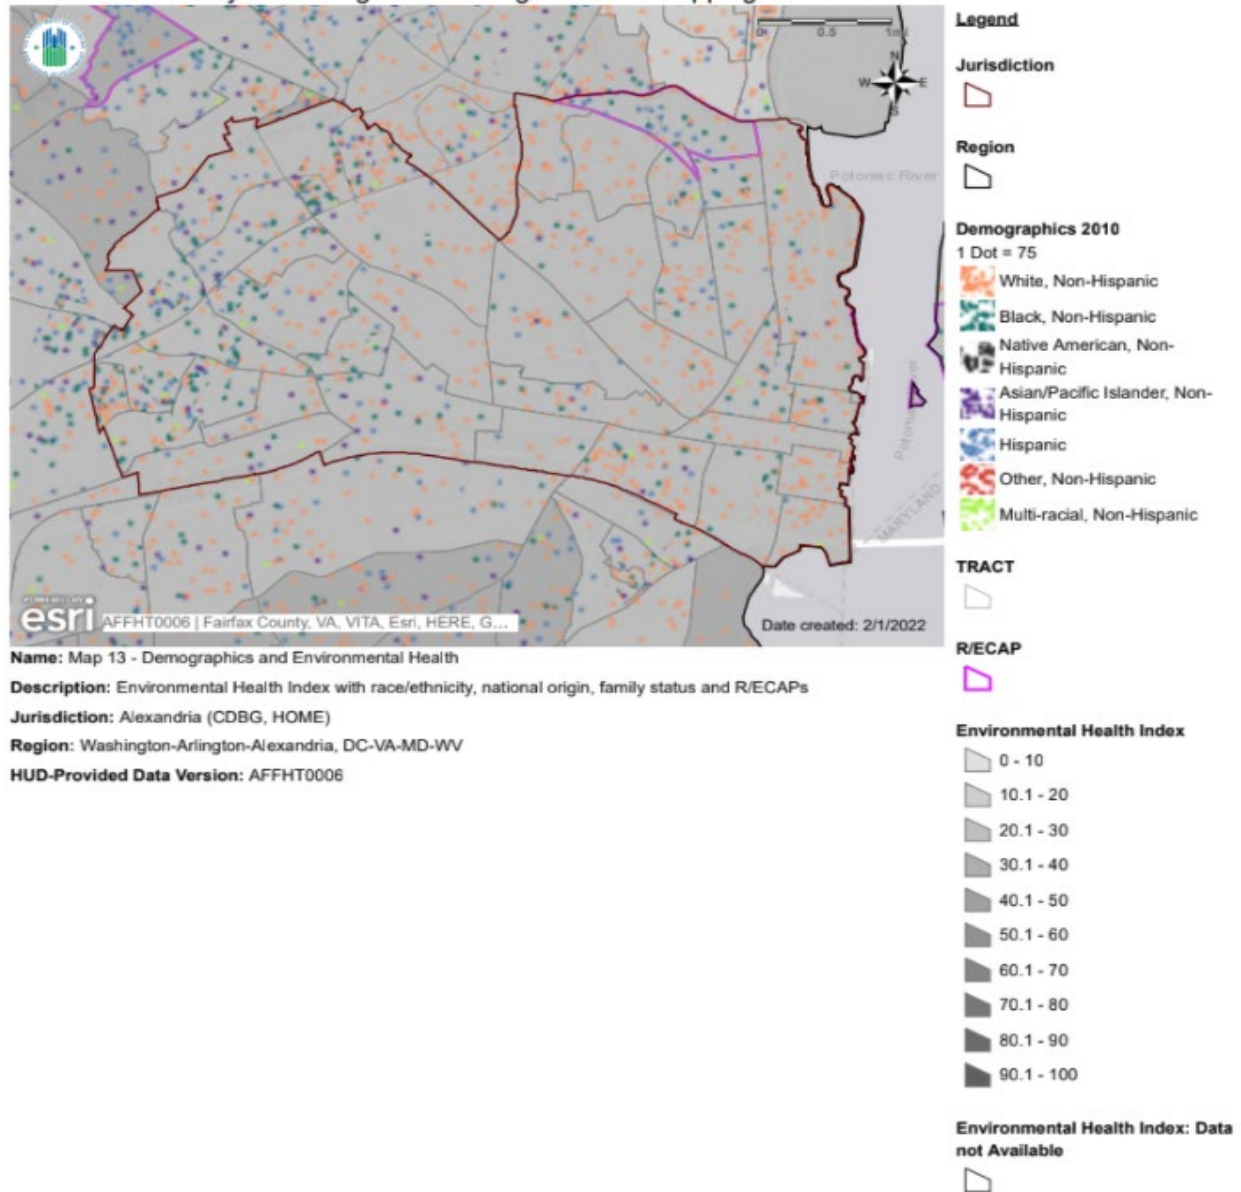 0.5
1mi
N
W
E
S
Potomac River
Potomac River
MARYLAND
esri
AFFHT0006 | Fairfax County, VA, VITA, Esri, HERE, G...
Date created: 2/1/2022
Name: Map 13 - Demographics and Environmental Health
Description: Environmental Health Index with race/ethnicity, national origin, family status and R/ECAPs
Jurisdiction: Alexandria (CDBG, HOME)
Region: Washington-Arlington-Alexandria, DC-VA-MD-WV
HUD-Provided Data Version: AFFHT0006
Legend
Jurisdiction
Region
Demographics 2010
1 Dot = 75
White, Non-Hispanic
Black, Non-Hispanic
Native American, Non-
Hispanic
Asian/Pacific Islander, Non-
Hispanic
Hispanic
Other, Non-Hispanic
Multi-racial, Non-Hispanic
TRACT
R/ECAP
Environmental Health Index
0 - 10
10.1 - 20
20.1 - 30
30.1 - 40
40.1 - 50
50.1 - 60
60.1 - 70
70.1 - 80
80.1 - 90
90.1 - 100
Environmental Health Index: Data
not Available